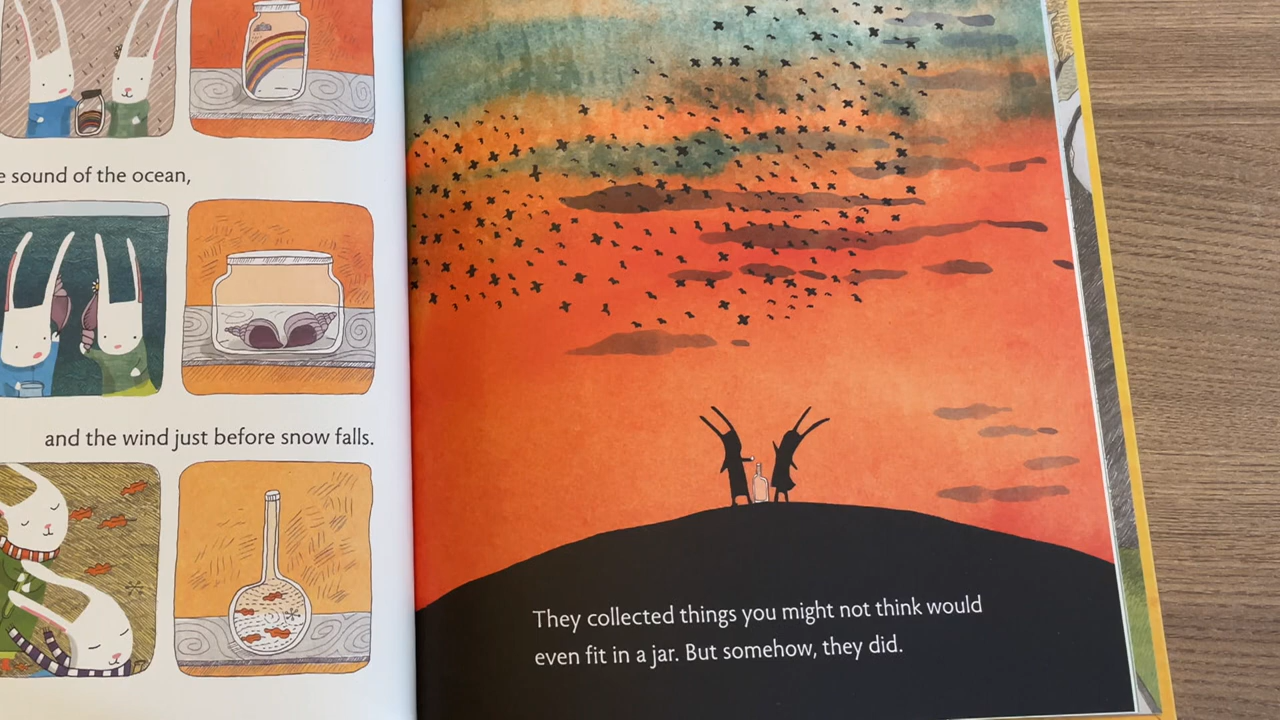 sound of the ocean,
and the wind just before snow falls.
They collected things you might not think would
even fit in a jar. But somehow, they did.